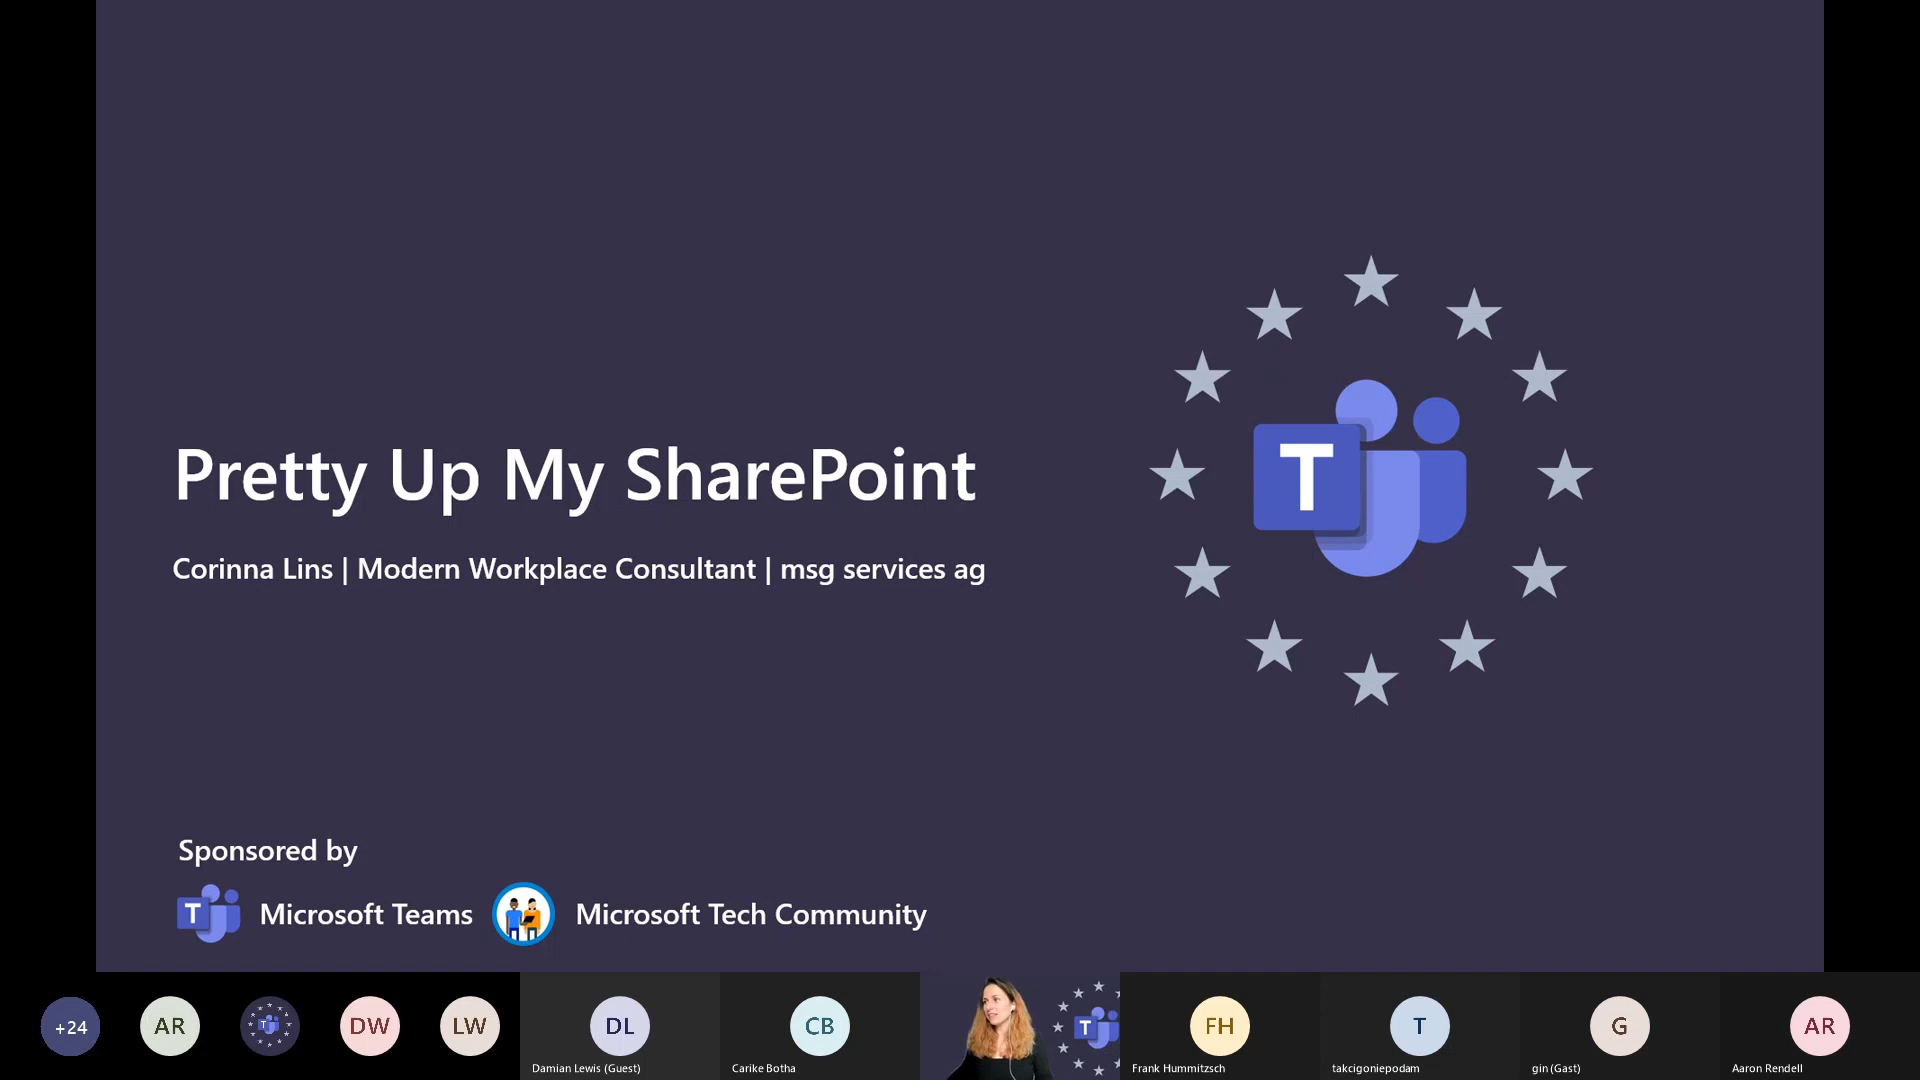 Pretty Up My SharePoint
T
Corinna Lins | Modern Workplace Consultant | msg services ag
Sponsored by
T Microsoft Teams Microsoft Tech Community
+24 AR T DW LW DL CB T FH T G AR
Damian Lewis (Guest) Carike Botha Frank Hummitzsch takcigoniepodam gin (Gast) Aaron Rendell